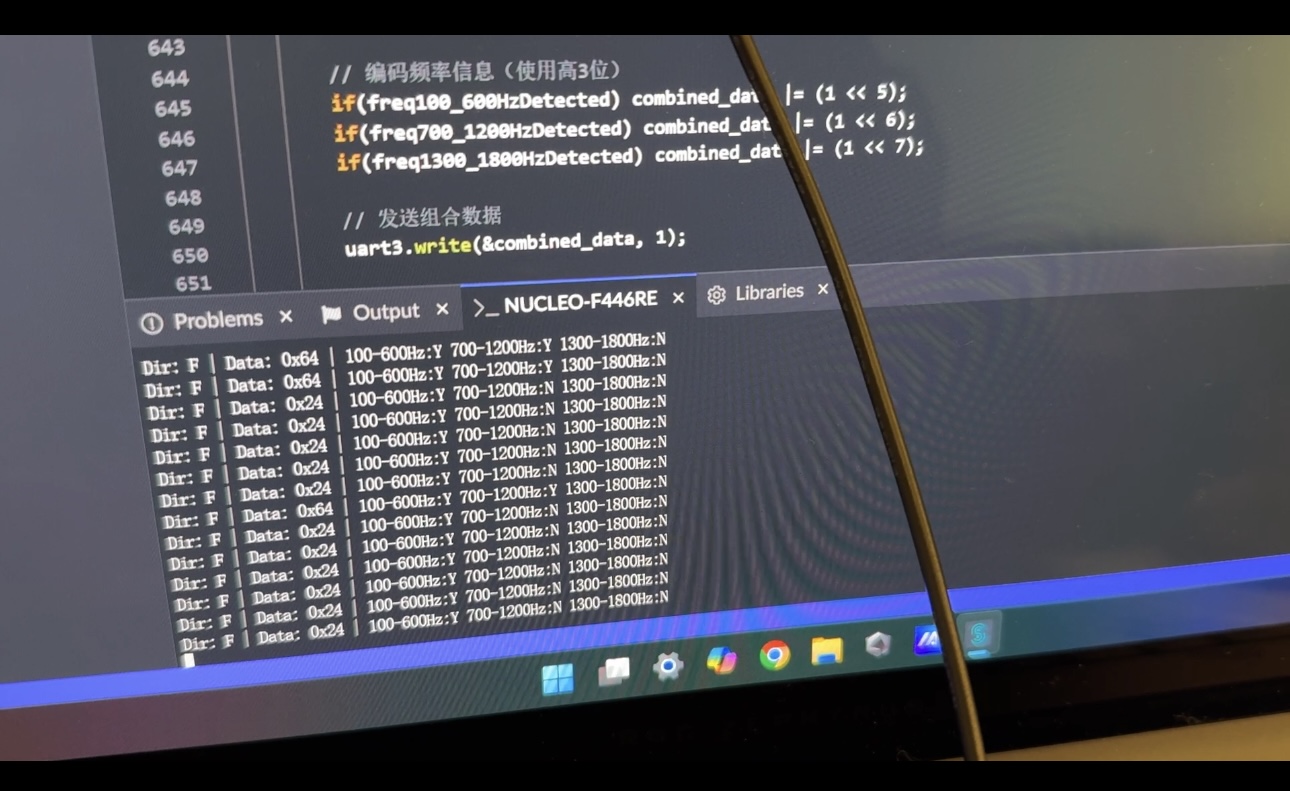 643
644 // 编码频率信息（使用高3位）
645 if(freq100_600HzDetected) combined_dat |= (1 << 5);
646 if(freq700_1200HzDetected) combined_dat |= (1 << 6);
647 if(freq1300_1800HzDetected) combined_data |= (1 << 7);
648
649 // 发送组合数据
650 uart3.write(&combined_data, 1);
651
Problems × Output × >_ NUCLEO-F446RE × Libraries ×
Dir: F | Data: 0x64 | 100-600Hz:Y 700-1200Hz:Y 1300-1800Hz:N
Dir: F | Data: 0x64 | 100-600Hz:Y 700-1200Hz:Y 1300-1800Hz:N
Dir: F | Data: 0x24 | 100-600Hz:Y 700-1200Hz:N 1300-1800Hz:N
Dir: F | Data: 0x24 | 100-600Hz:Y 700-1200Hz:N 1300-1800Hz:N
Dir: F | Data: 0x24 | 100-600Hz:Y 700-1200Hz:N 1300-1800Hz:N
Dir: F | Data: 0x24 | 100-600Hz:Y 700-1200Hz:N 1300-1800Hz:N
Dir: F | Data: 0x24 | 100-600Hz:Y 700-1200Hz:N 1300-1800Hz:N
Dir: F | Data: 0x64 | 100-600Hz:Y 700-1200Hz:Y 1300-1800Hz:N
Dir: F | Data: 0x24 | 100-600Hz:Y 700-1200Hz:N 1300-1800Hz:N
Dir: F | Data: 0x24 | 100-600Hz:Y 700-1200Hz:N 1300-1800Hz:N
Dir: F | Data: 0x24 | 100-600Hz:Y 700-1200Hz:N 1300-1800Hz:N
Dir: F | Data: 0x24 | 100-600Hz:Y 700-1200Hz:N 1300-1800Hz:N
Dir: F | Data: 0x24 | 100-600Hz:Y 700-1200Hz:N 1300-1800Hz:N
Dir: F | Data: 0x24 | 100-600Hz:Y 700-1200Hz:N 1300-1800Hz:N